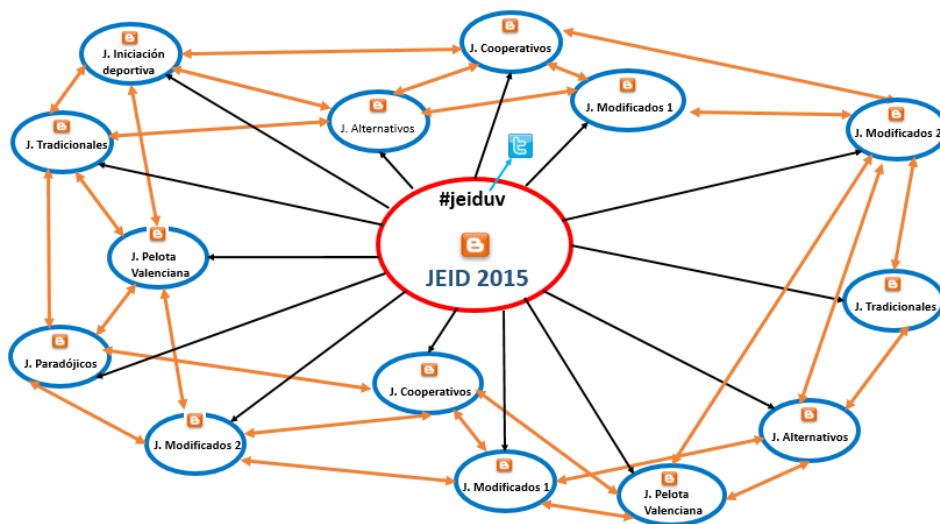 J. Iniciación
deportiva
J. Cooperativos
J. Modificados 1
J. Alternativos
J. Tradicionales
J. Modificados 2
#jeiduv
JEID 2015
J. Pelota
Valenciana
J. Tradicionales
J. Paradójicos
J. Cooperativos
J. Modificados 2
J. Alternativos
J. Modificados 1
J. Pelota
Valenciana